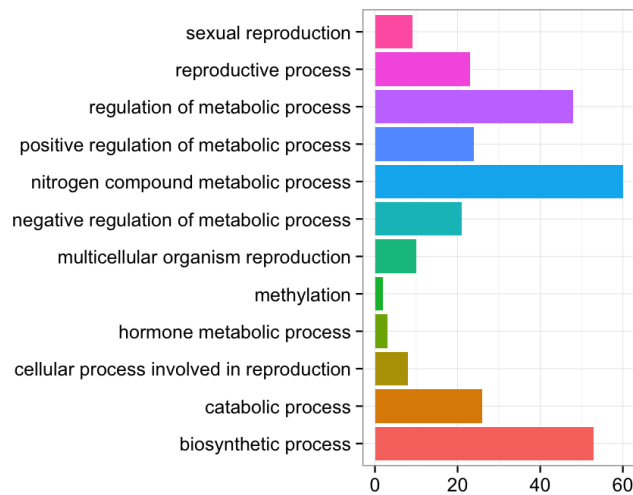 sexual reproduction
reproductive process
regulation of metabolic process
positive regulation of metabolic process
nitrogen compound metabolic process
negative regulation of metabolic process
multicellular organism reproduction
methylation
hormone metabolic process
cellular process involved in reproduction
catabolic process
biosynthetic process
0 20 40 60